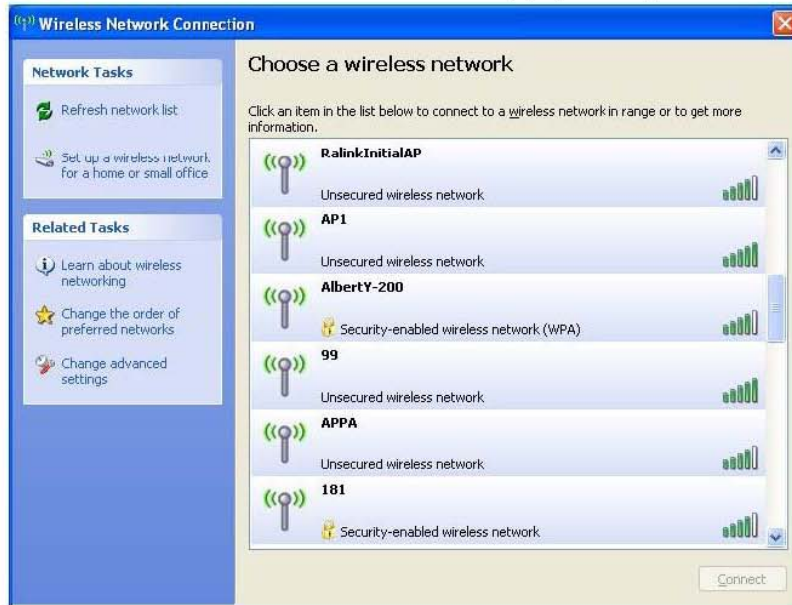 Wireless Network Connection
Network Tasks
Refresh network list
Set up a wireless network
for a home or small office
Related Tasks
Learn about wireless
networking
Change the order of
preferred networks
Change advanced
settings
Choose a wireless network
Click an item in the list below to connect to a wireless network in range or to get more
information.
RalinkInitialAP
Unsecured wireless network
AP1
Unsecured wireless network
AlbertY-200
Security-enabled wireless network (WPA)
99
Unsecured wireless network
APPA
Unsecured wireless network
181
Security-enabled wireless network
Connect